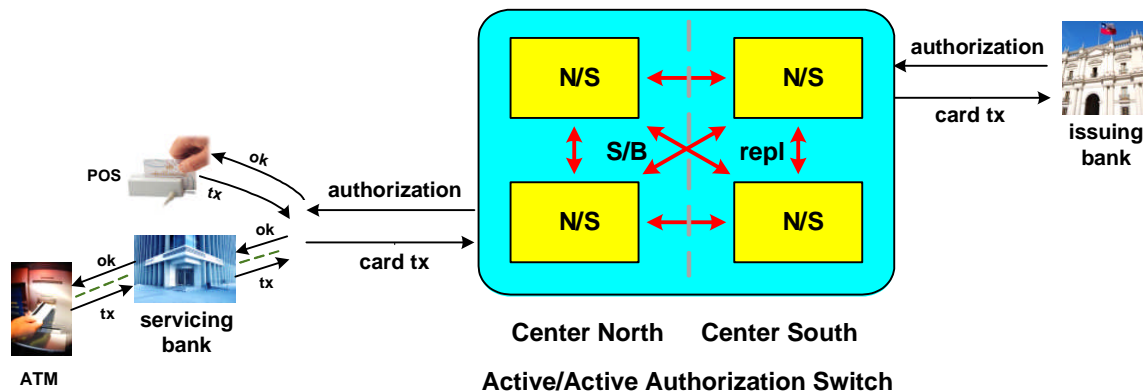 N/S
N/S
authorization
card tx
issuing
bank
S/B
repl
POS
ok
tx
authorization
N/S
N/S
ok
ok
card tx
tx
tx
servicing
bank
ATM
Center North
Center South
Active/Active Authorization Switch